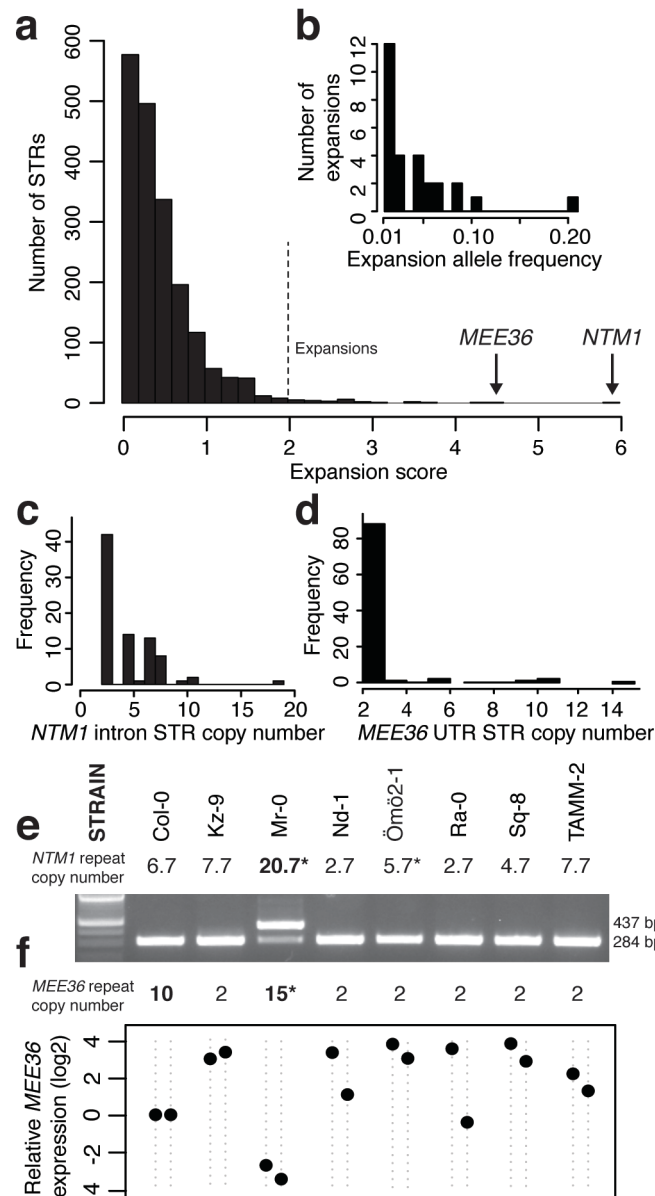 a
Number of STRs
600
500
400
300
200
100
0
Expansions
MEE36
NTM1
0 1 2 3 4 5 6
Expansion score
b
Number of
expansions
12
10
8
6
4
2
0
0.01 0.10 0.20
Expansion allele frequency
c
Frequency
40
30
20
10
0
0 5 10 15 20
NTM1 intron STR copy number
d
Frequency
80
60
40
20
0
2 4 6 8 10 12 14
MEE36 UTR STR copy number
e
STRAIN Col-0 Kz-9 Mr-0 Nd-1 Ömö2-1 Ra-0 Sq-8 TAMM-2
NTM1 repeat
copy number
6.7 7.7 20.7* 2.7 5.7* 2.7 4.7 7.7
437 bp
284 bp
f
MEE36 repeat
copy number
10 2 15* 2 2 2 2 2
Relative MEE36
expression (log2)
4
2
0
-2
4